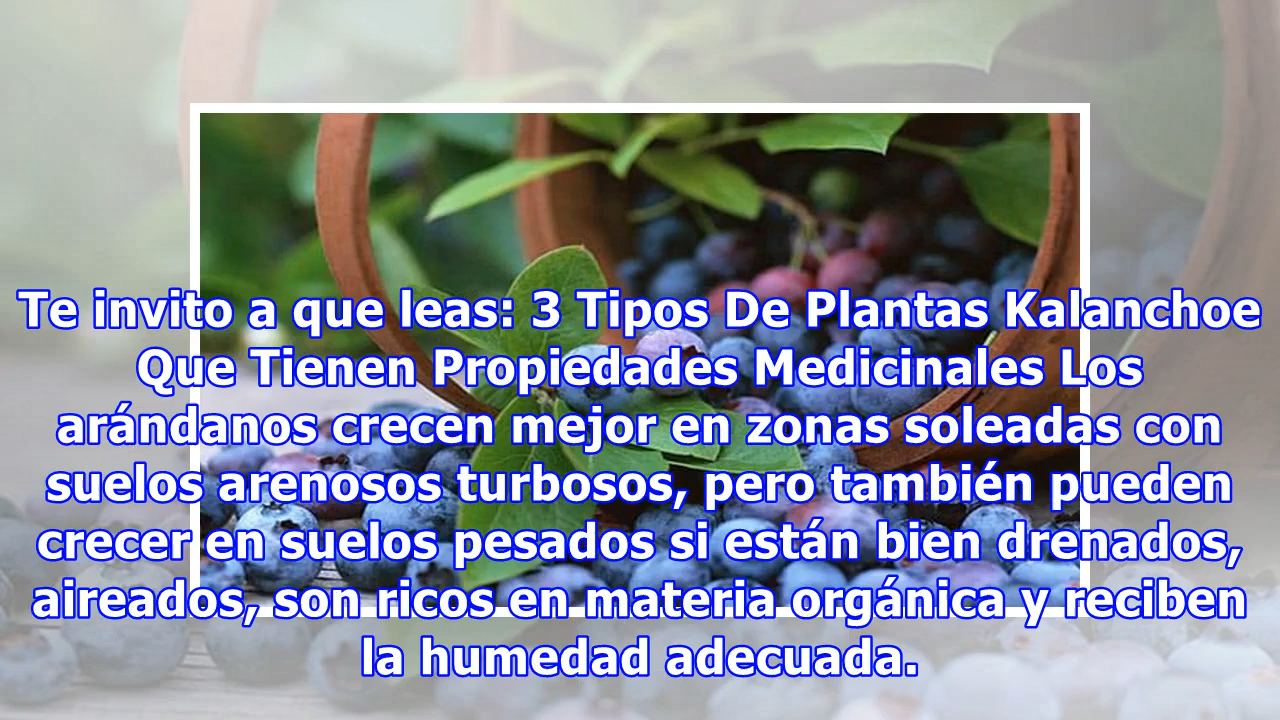 Te invito a que leas: 3 Tipos De Plantas Kalanchoe
Que Tienen Propiedades Medicinales Los
arándanos crecen mejor en zonas soleadas con
suelos arenosos turbosos, pero también pueden
crecer en suelos pesados si están bien drenados,
aireados, son ricos en materia orgánica y reciben
la humedad adecuada.